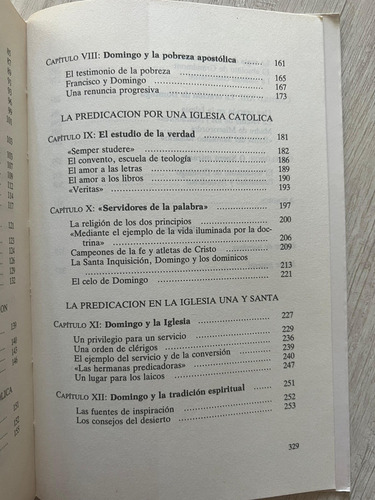 CAPÍTULO VIII: Domingo y la pobreza apostólica 161
El testimonio de la pobreza 165
Francisco y Domingo 167
Una renuncia progresiva 173
LA PREDICACION POR UNA IGLESIA CATOLICA
CAPÍTULO IX: El estudio de la verdad 181
«Semper studere» 182
El convento, escuela de teología 186
El amor a las letras 189
El amor a los libros 190
«Veritas» 193
CAPÍTULO X: «Servidores de la palabra» 197
La religión de los dos principios 200
«Mediante el ejemplo de la vida iluminada por la doc-
trina» 206
Campeones de la fe y atletas de Cristo 209
La Santa Inquisición, Domingo y los dominicos
213
El celo de Domingo 221
LA PREDICACION EN LA IGLESIA UNA Y SANTA
CAPÍTULO XI: Domingo y la Iglesia 227
Un privilegio para un servicio 229
Una orden de clérigos 236
El ejemplo del servicio y de la conversión 239
«Las hermanas predicadoras» 240
Un lugar para los laicos 247
CAPÍTULO XII: Domingo y la tradición espiritual 251
Las fuentes de inspiración 252
Los consejos del desierto 253
329